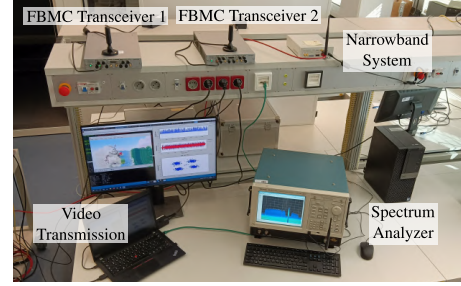 FBMC Transceiver 1
FBMC Transceiver 2
Narrowband
System
Video
Transmission
Spectrum
Analyzer